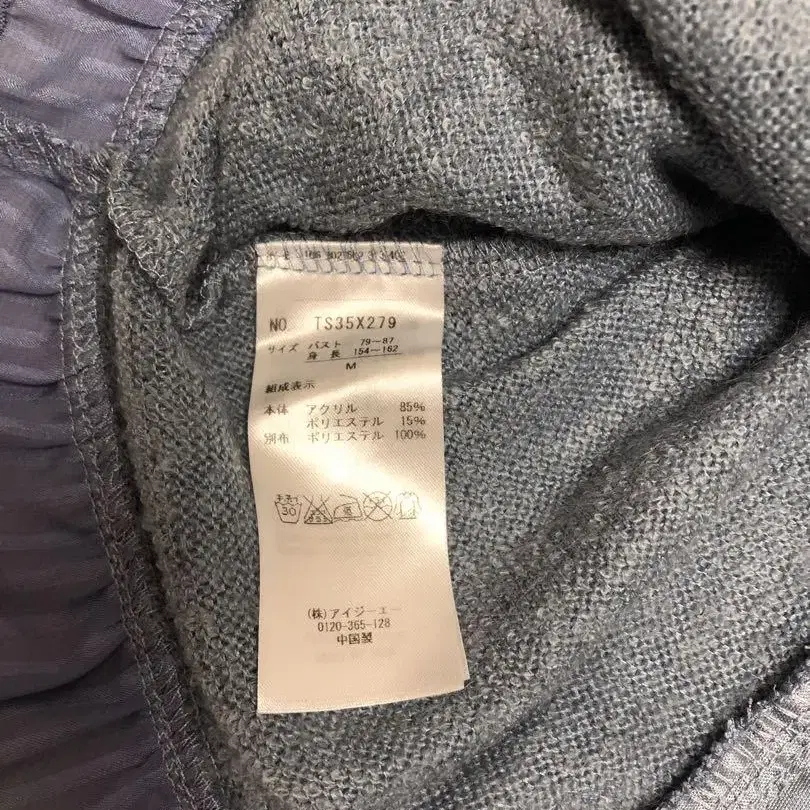 NO. TS35X279
サイズ バスト 79〜87
身長 154〜162
M
組成表示
本体 アクリル 85%
ポリエステル 15%
別布 ポリエステル 100%
30
(株)アイジーエー
0120-365-128
中国製